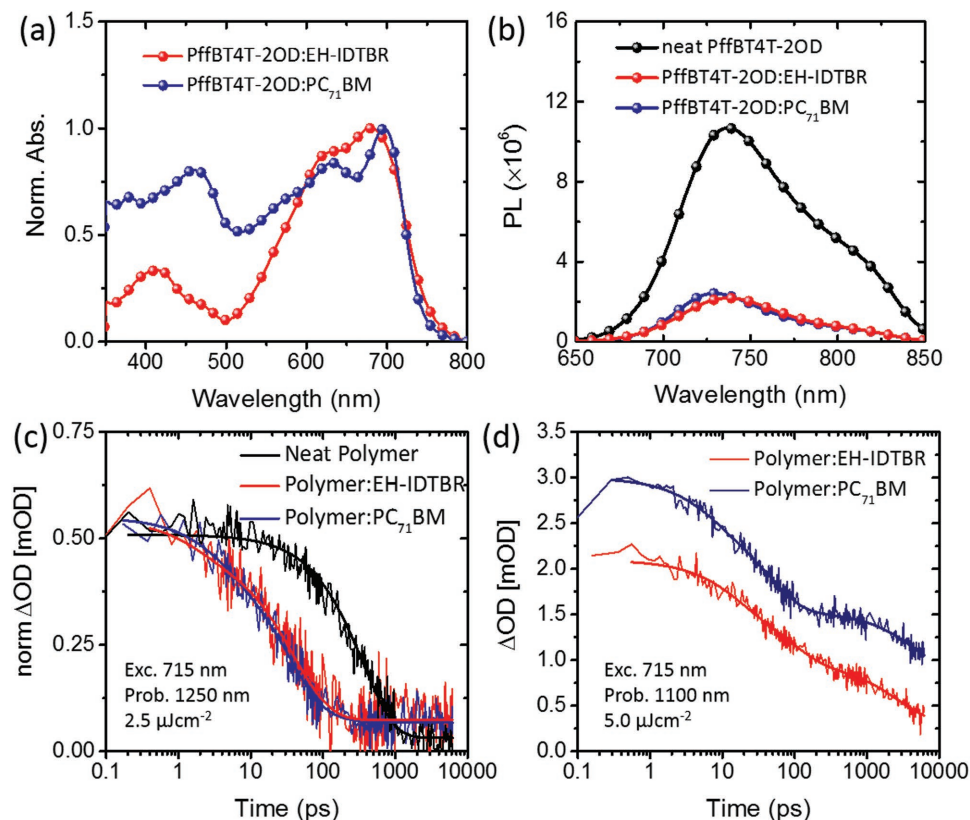 (a)
PffBT4T-2OD:EH-IDTBR
PffBT4T-2OD:PC₇₁BM
1.5
1.0
0.5
0.0
Norm. Abs.
400 500 600 700 800
Wavelength (nm)
(b)
neat PffBT4T-2OD
PffBT4T-2OD:EH-IDTBR
PffBT4T-2OD:PC₇₁BM
16
12
8
4
0
PL (×10⁶)
650 700 750 800 850
Wavelength (nm)
(c)
Neat Polymer
Polymer:EH-IDTBR
Polymer:PC₇₁BM
0.75
0.50
0.25
0.00
norm ΔOD [mOD]
Exc. 715 nm
Prob. 1250 nm
2.5 μJcm⁻²
0.1 1 10 100 1000 10000
Time (ps)
(d)
Polymer:EH-IDTBR
Polymer:PC₇₁BM
3.5
3.0
2.5
2.0
1.5
1.0
0.5
0.0
ΔOD [mOD]
Exc. 715 nm
Prob. 1100 nm
5.0 μJcm⁻²
0.1 1 10 100 1000 10000
Time (ps)